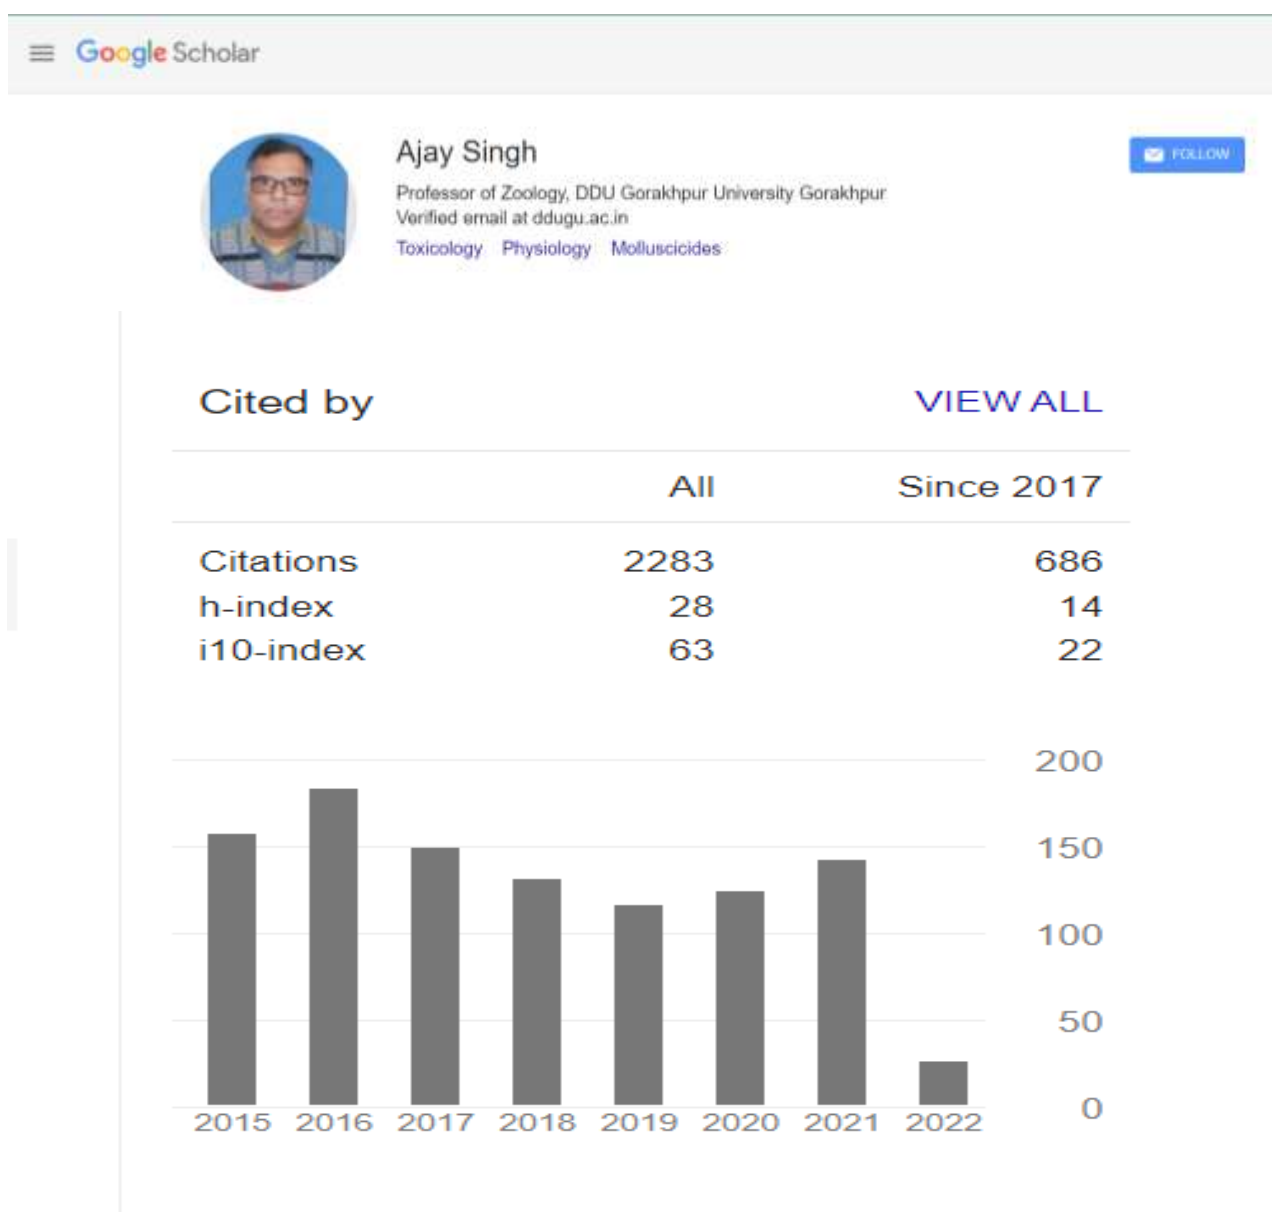 Google Scholar
Ajay Singh
FOLLOW
Professor of Zoology, DDU Gorakhpur University Gorakhpur
Verified email at ddugu.ac.in
Toxicology Physiology Molluscicides
Cited by VIEW ALL
All Since 2017
Citations 2283 686
h-index 28 14
i10-index 63 22
200
150
100
50
0
2015 2016 2017 2018 2019 2020 2021 2022